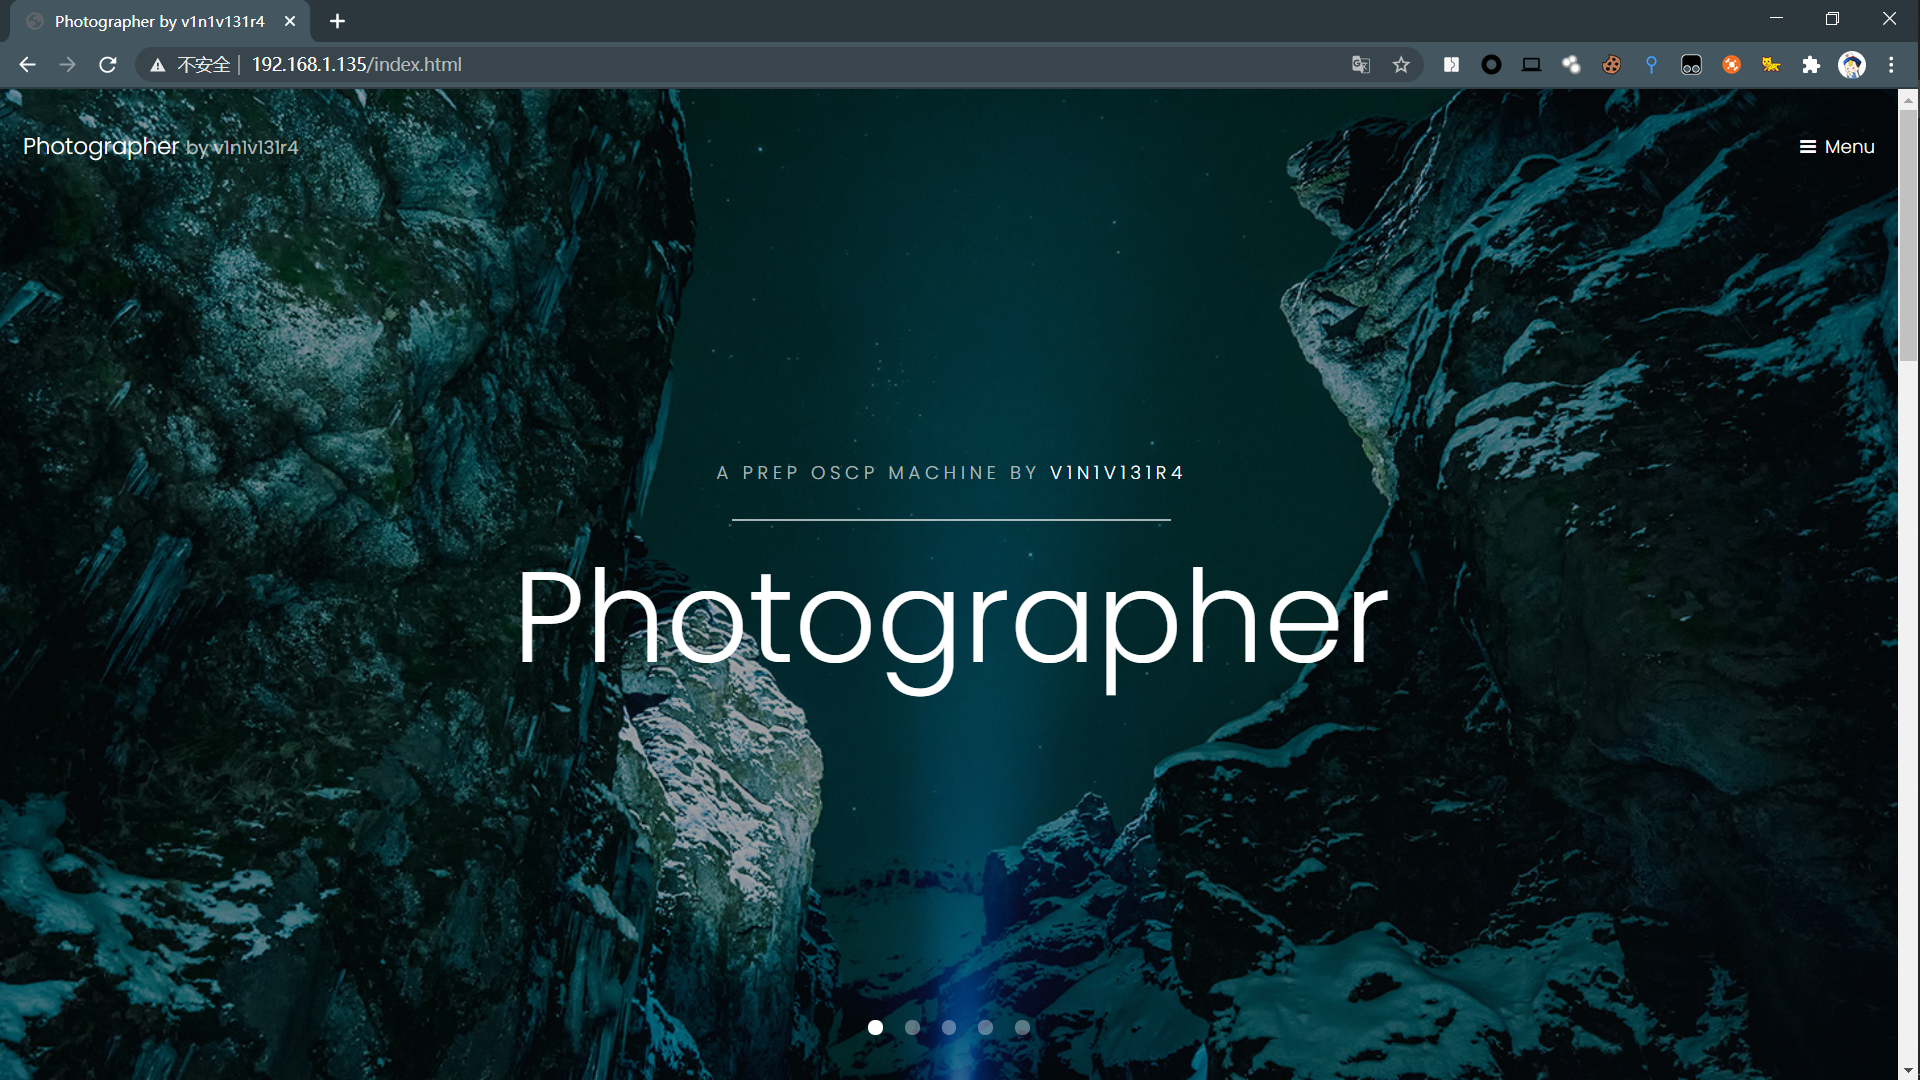 Photographer by v1n1v131r4
不安全 192.168.1.135/index.html
Photographer by v1n1v131r4
Menu
A PREP OSCP MACHINE BY V1N1V131R4
Photographer